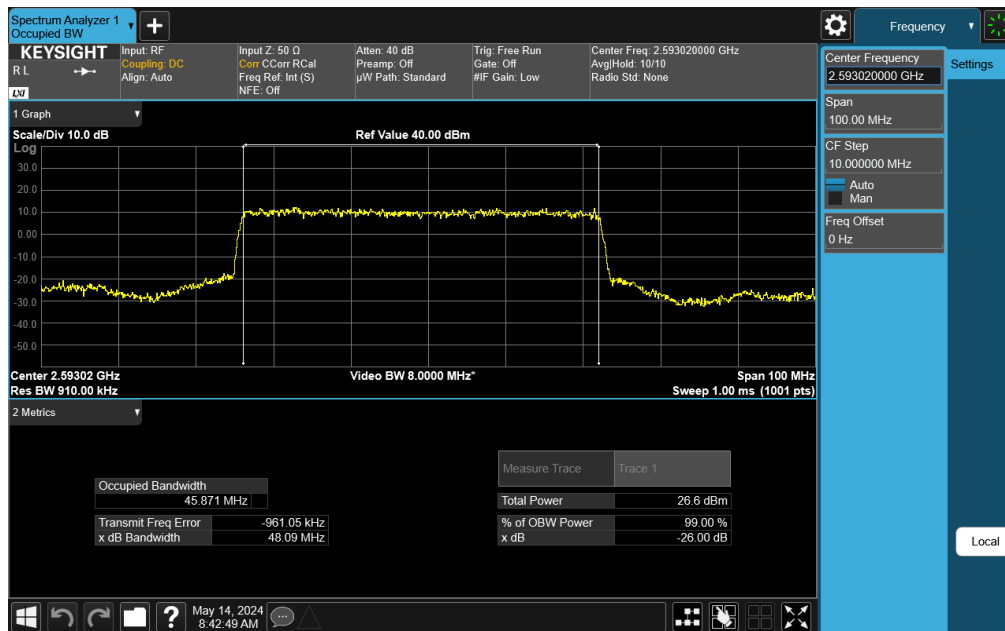 Spectrum Analyzer 1
Occupied BW
Frequency
KEYSIGHT
R L
LXI
Input: RF
Coupling: DC
Align: Auto
Input Z: 50 Ω
Corr CCorr RCal
Freq Ref: Int (S)
NFE: Off
Atten: 40 dB
Preamp: Off
µW Path: Standard
Trig: Free Run
Gate: Off
#IF Gain: Low
Center Freq: 2.593020000 GHz
Avg|Hold: 10/10
Radio Std: None
Center Frequency
2.593020000 GHz
Settings
Span
100.00 MHz
CF Step
10.000000 MHz
Auto
Man
Freq Offset
0 Hz
Local
1 Graph
Scale/Div 10.0 dB
Ref Value 40.00 dBm
Log
30.0
20.0
10.0
0.00
-10.0
-20.0
-30.0
-40.0
-50.0
Center 2.59302 GHz
Video BW 8.0000 MHz*
Span 100 MHz
Res BW 910.00 kHz
Sweep 1.00 ms (1001 pts)
2 Metrics
Measure Trace
Trace 1
Occupied Bandwidth
45.871 MHz
Total Power
26.6 dBm
Transmit Freq Error
-961.05 kHz
% of OBW Power
99.00 %
x dB Bandwidth
48.09 MHz
x dB
-26.00 dB
?
May 14, 2024
8:42:49 AM